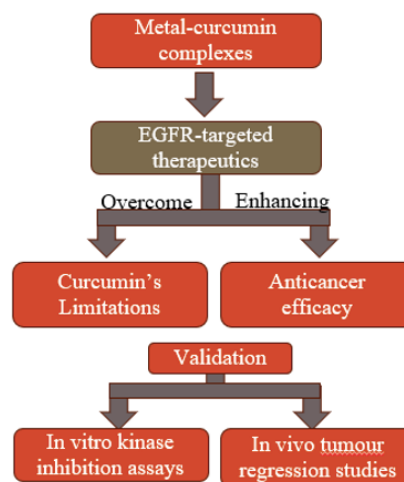 Metal-curcumin
complexes
EGFR-targeted
therapeutics
Overcome Enhancing
Curcumin's
Limitations
Anticancer
efficacy
Validation
In vitro kinase
inhibition assays
In vivo tumour
regression studies